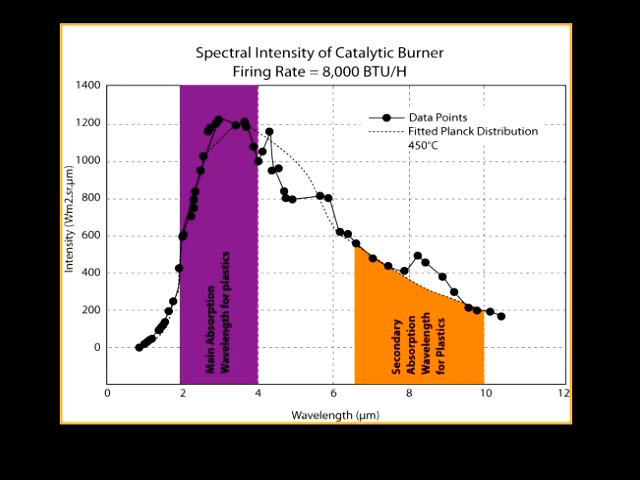 Spectral Intensity of Catalytic Burner
Firing Rate = 8,000 BTU/H
1400
1200
1000
800
600
400
200
0
Intensity (Wm2.sr.µm)
Data Points
Fitted Planck Distribution
450°C
Main Absorption
Wavelength for plastics
Secondary
Absorption
Wavelength
for Plastics
0 2 4 6 8 10 12
Wavelength (µm)